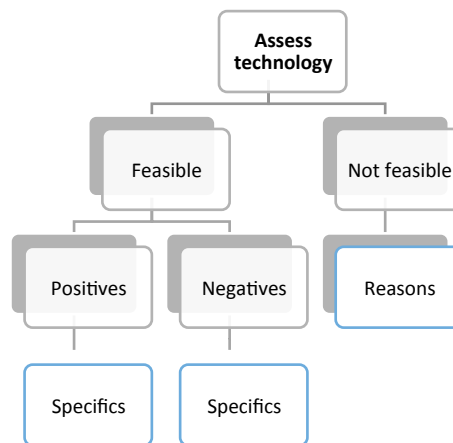 Assess
technology
Feasible
Not feasible
Positives
Negatives
Reasons
Specifics
Specifics